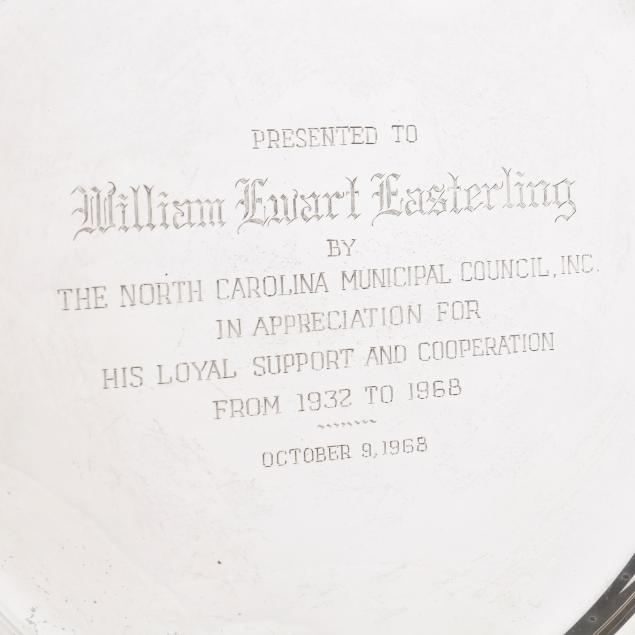 PRESENTED TO
William Ewart Easterling
BY
THE NORTH CAROLINA MUNICIPAL COUNCIL, INC.
IN APPRECIATION FOR
HIS LOYAL SUPPORT AND COOPERATION
FROM 1932 TO 1968
OCTOBER 9, 1968